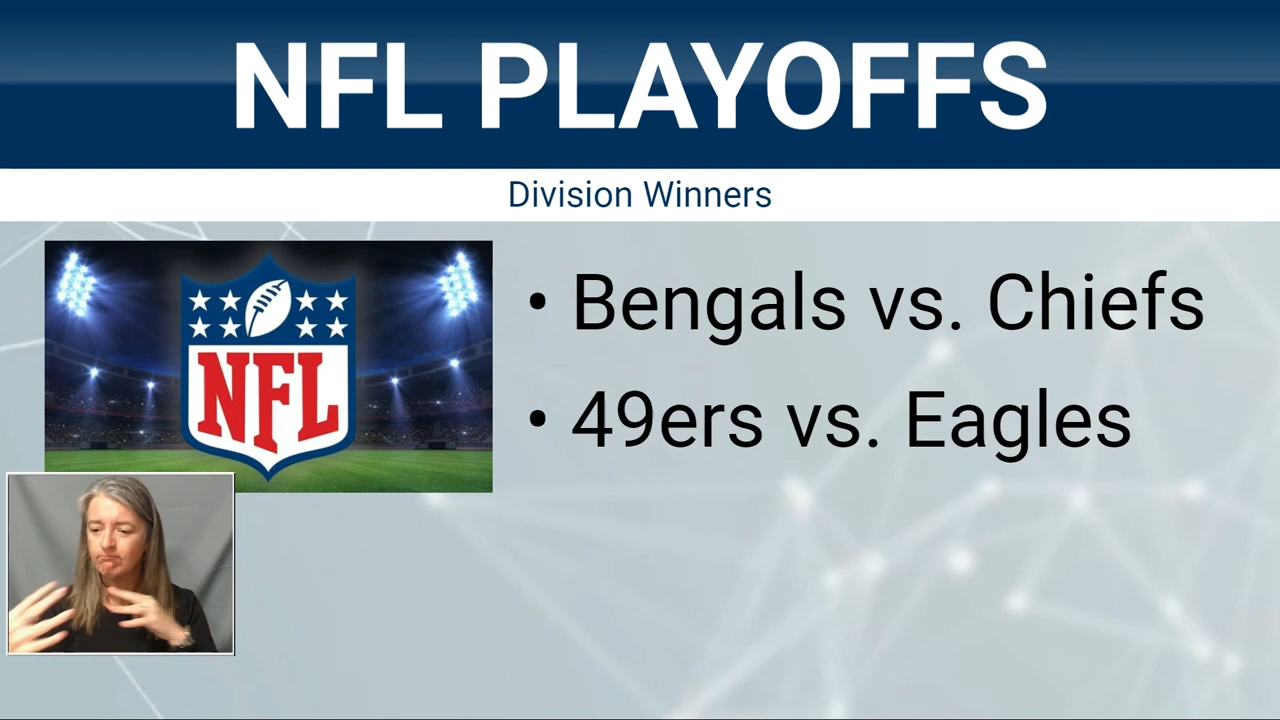 NFL PLAYOFFS
Division Winners
NFL
• Bengals vs. Chiefs
• 49ers vs. Eagles